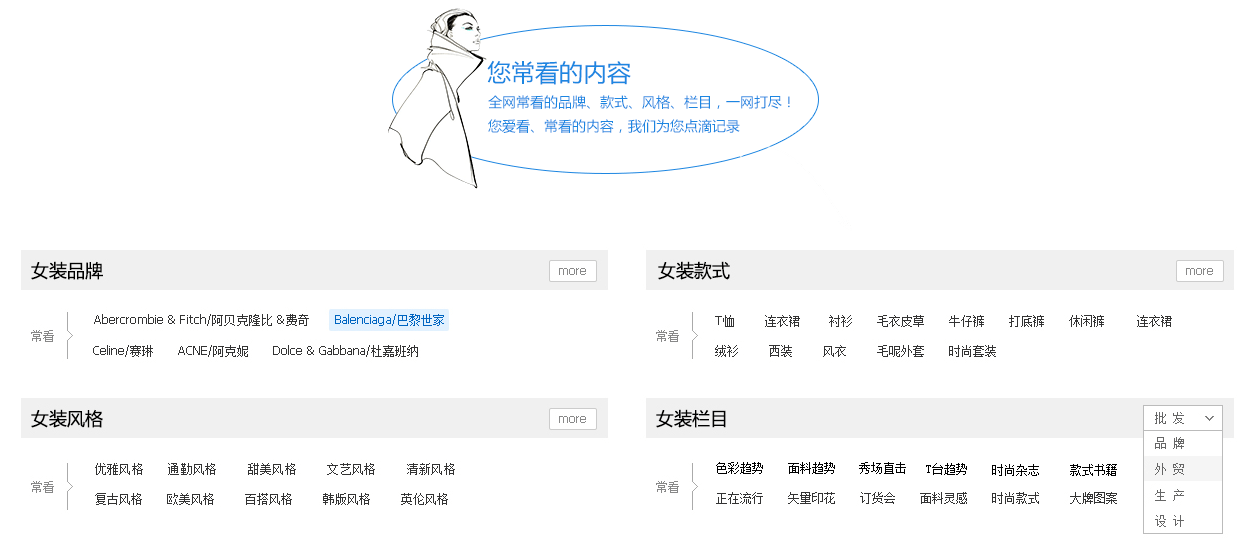 您常看的内容
全网常看的品牌、款式、风格、栏目，一网打尽！
您爱看、常看的内容，我们为您点滴记录
女装品牌 more
常看
Abercrombie & Fitch/阿贝克隆比 &费奇 Balenciaga/巴黎世家
Celine/赛琳 ACNE/阿克妮 Dolce & Gabbana/杜嘉班纳
女装款式 more
常看
T恤 连衣裙 衬衫 毛衣皮草 牛仔裤 打底裤 休闲裤 连衣裙
绒衫 西装 风衣 毛呢外套 时尚套装
女装风格 more
常看
优雅风格 通勤风格 甜美风格 文艺风格 清新风格
复古风格 欧美风格 百搭风格 韩版风格 英伦风格
女装栏目
常看
色彩趋势 面料趋势 秀场直击 T台趋势 时尚杂志 款式书籍
正在流行 矢量印花 订货会 面料灵感 时尚款式 大牌图案
批 发
品 牌
外 贸
生 产
设 计